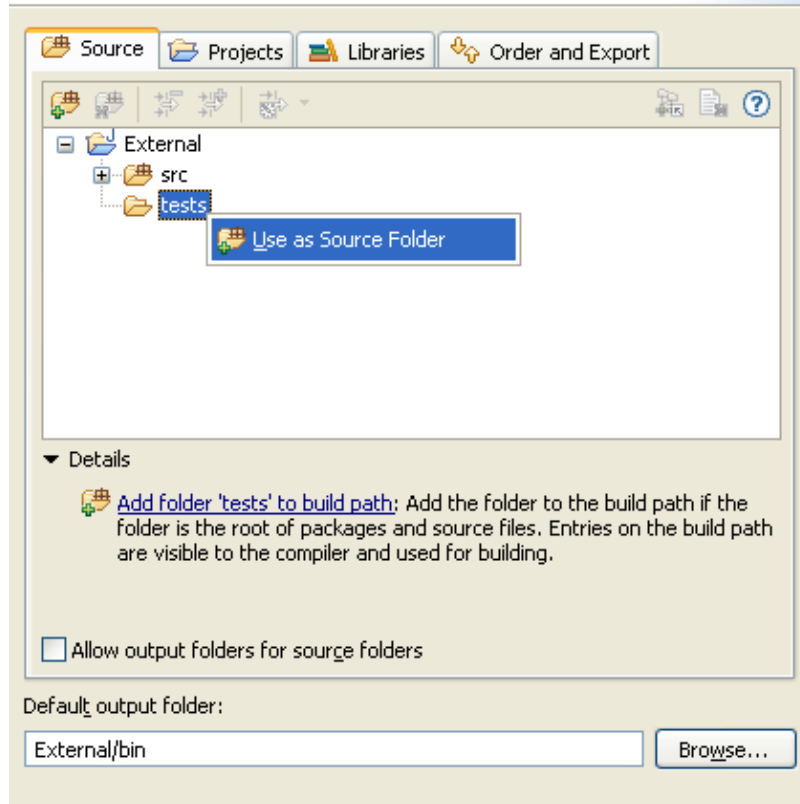 Source Projects Libraries Order and Export
External
src
tests
Use as Source Folder
Details
Add folder 'tests' to build path: Add the folder to the build path if the
folder is the root of packages and source files. Entries on the build path
are visible to the compiler and used for building.
Allow output folders for source folders
Default output folder:
External/bin Browse...